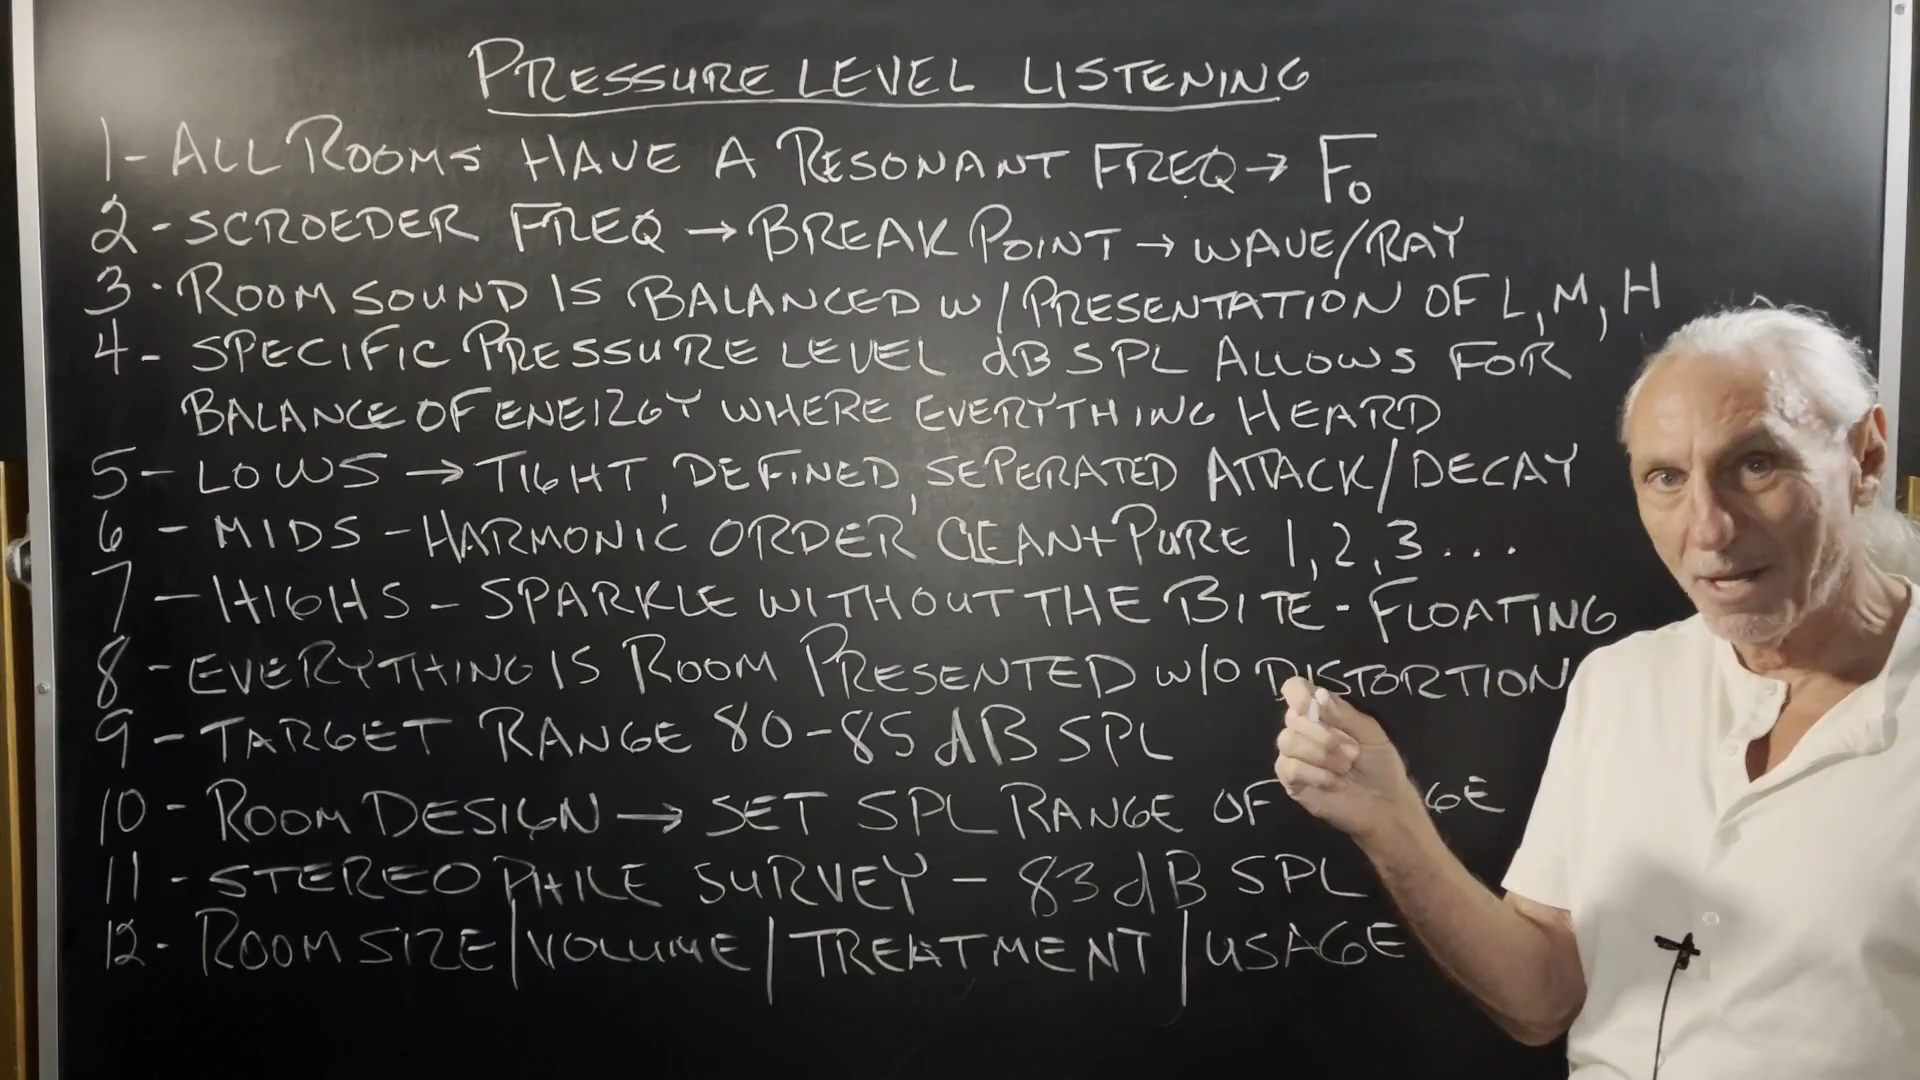 PRESSURE LEVEL LISTENING
1 - ALL ROOMS HAVE A RESONANT FREQ → F0
2 - SCROEDER FREQ → BREAK POINT → WAVE/RAY
3 - ROOM SOUND IS BALANCED W/PRESENTATION OF L, M, H
4 - SPECIFIC PRESSURE LEVEL dB SPL ALLOWS FOR
BALANCE OF ENERGY WHERE EVERYTHING HEARD
5 - LOWS → TIGHT, DEFINED, SEPERATED ATTACK/DECAY
6 - MIDS - HARMONIC ORDER CLEAN + PURE 1, 2, 3...
7 - HIGHS - SPARKLE WITHOUT THE BITE - FLOATING
8 - EVERYTHING IS ROOM PRESENTED W/O DISTORTION
9 - TARGET RANGE 80-85 dB SPL
10 - ROOM DESIGN → SET SPL RANGE OF
11 - STEREOPHILE SURVEY - 83 dB SPL
12 - ROOM SIZE | VOLUME | TREATMENT | USAGE